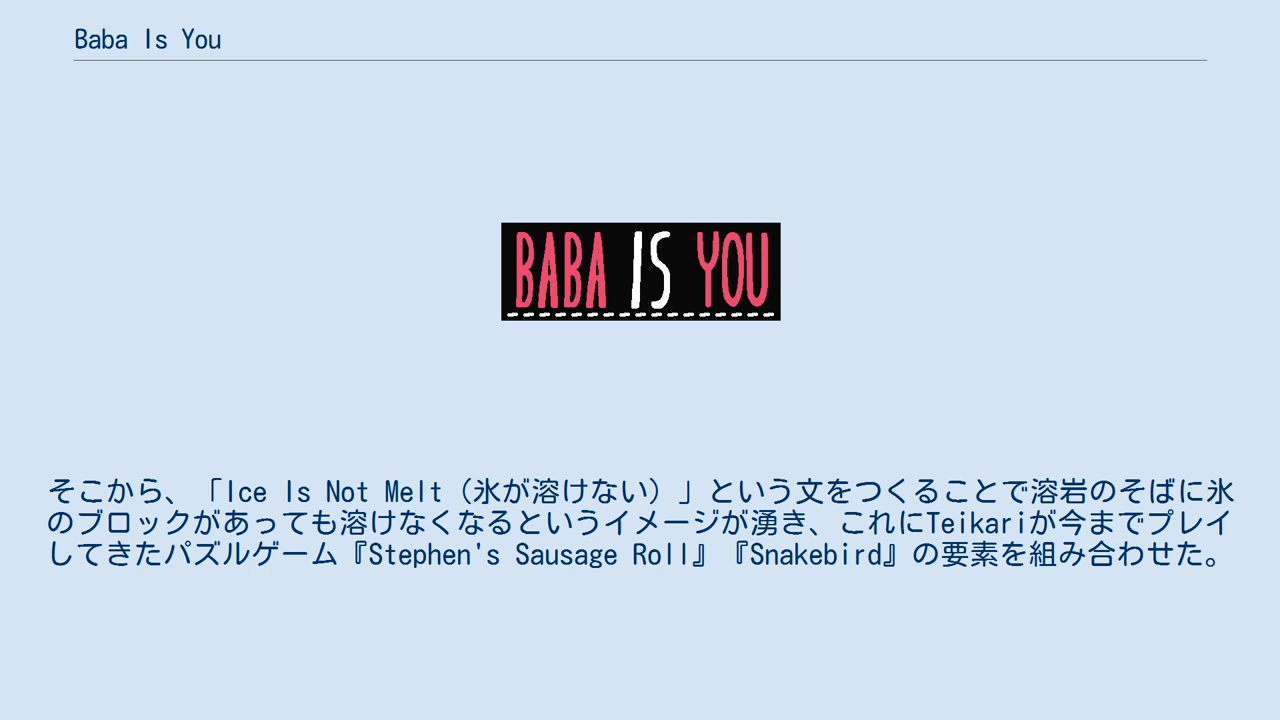 Baba Is You
BABA IS YOU
そこから、「Ice Is Not Melt（氷が溶けない）」という文をつくることで溶岩のそばに氷
のブロックがあっても溶けなくなるというイメージが湧き、これにTeikariが今までプレイ
してきたパズルゲーム『Stephen's Sausage Roll』『Snakebird』の要素を組み合わせた。